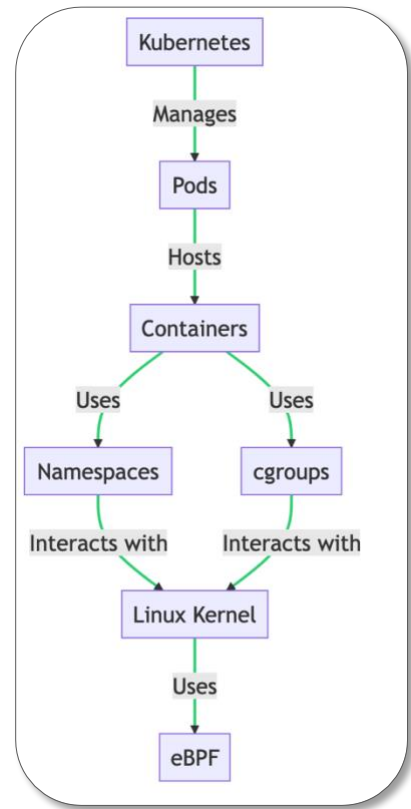 Kubernetes
Manages
Pods
Hosts
Containers
Uses
Uses
Namespaces
cgroups
Interacts with
Interacts with
Linux Kernel
Uses
eBPF